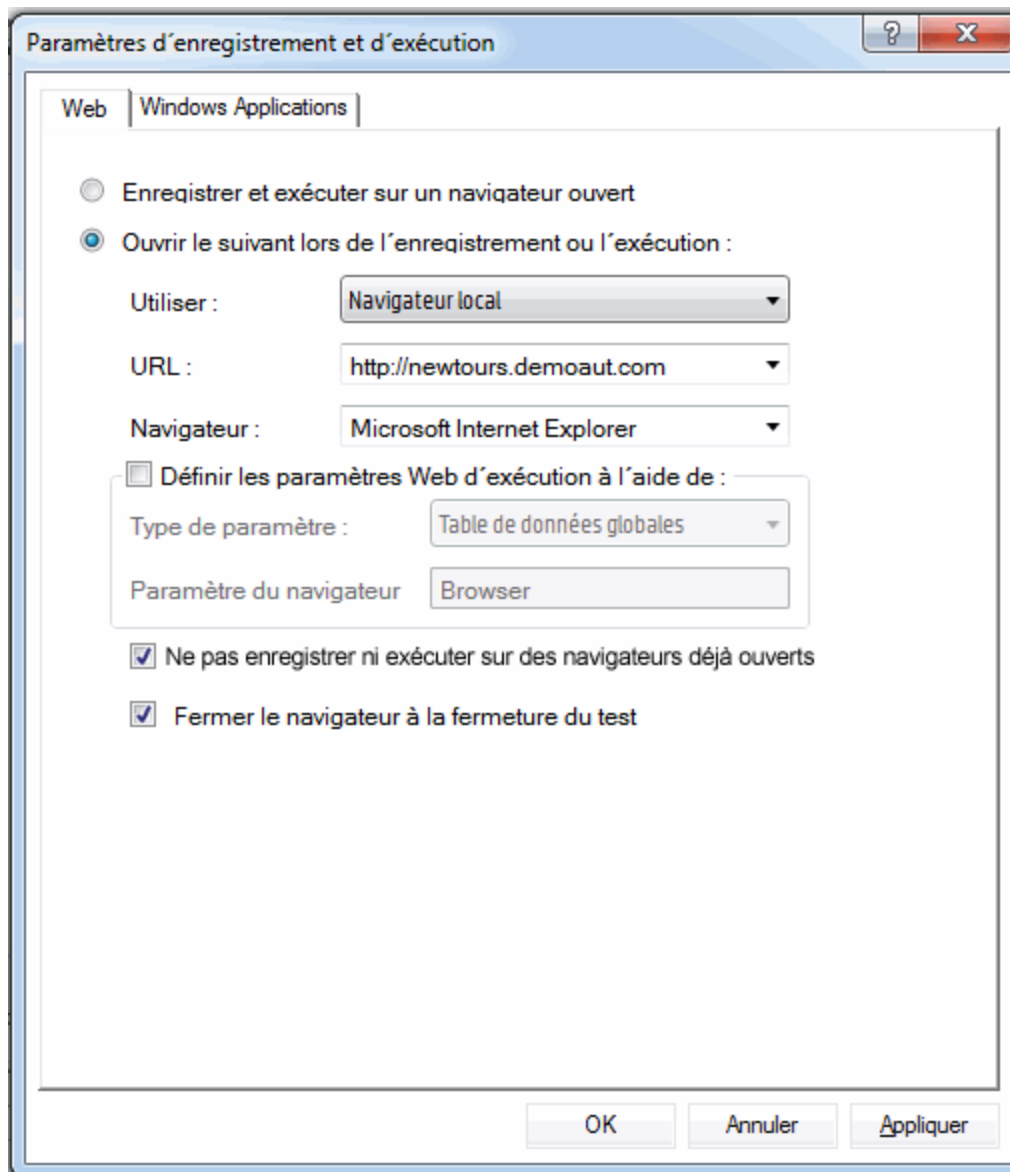 Paramètres d´enregistrement et d´exécution
Web
Windows Applications
Enregistrer et exécuter sur un navigateur ouvert
Ouvrir le suivant lors de l´enregistrement ou l´exécution :
Utiliser : Navigateur local
URL : http://newtours.demoaut.com
Navigateur : Microsoft Internet Explorer
Définir les paramètres Web d´exécution à l´aide de :
Type de paramètre : Table de données globales
Paramètre du navigateur Browser
Ne pas enregistrer ni exécuter sur des navigateurs déjà ouverts
Fermer le navigateur à la fermeture du test
OK Annuler Appliquer